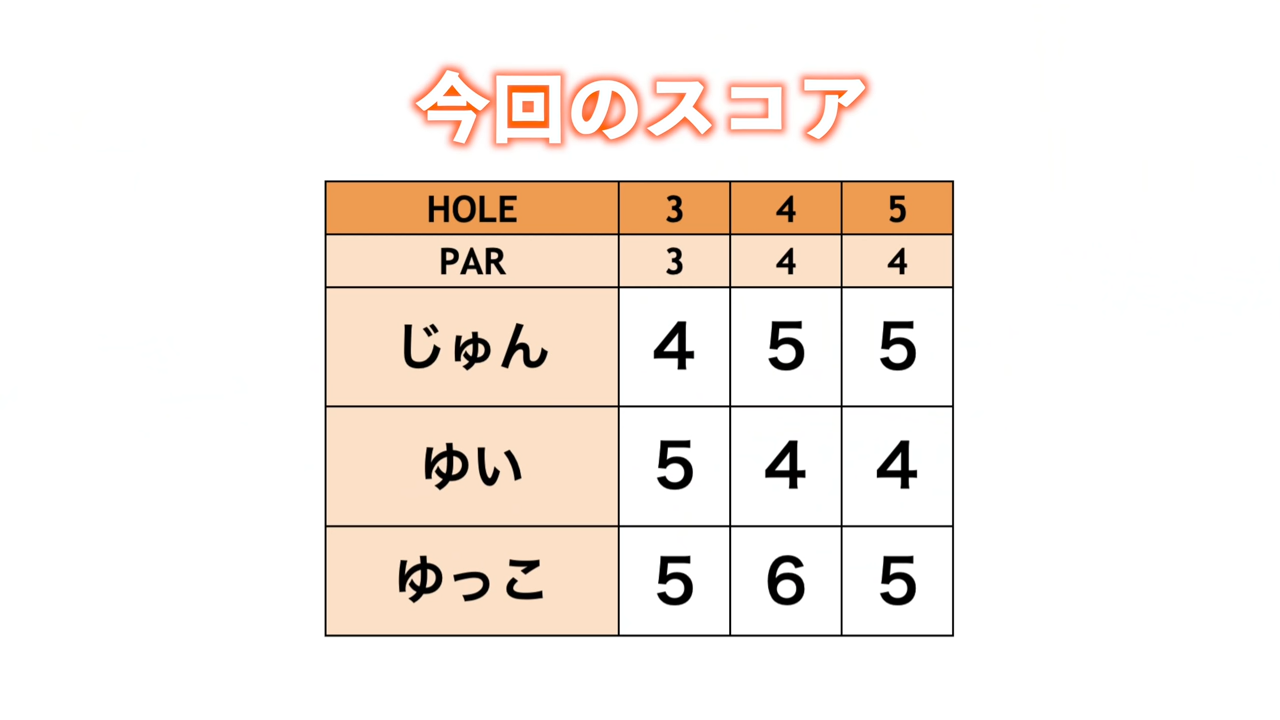 今回のスコア
HOLE 3 4 5
PAR 3 4 4
じゅん 4 5 5
ゆい 5 4 4
ゆっこ 5 6 5